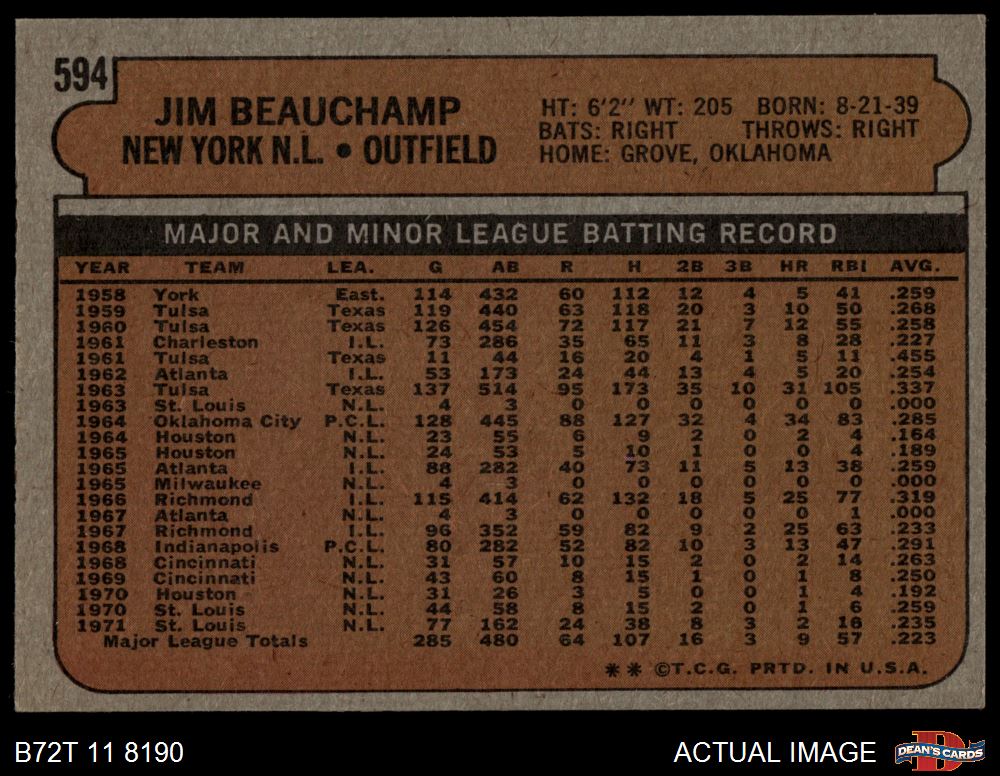 594
JIM BEAUCHAMP
NEW YORK N.L. • OUTFIELD
HT: 6'2" WT: 205 BORN: 8-21-39
BATS: RIGHT THROWS: RIGHT
HOME: GROVE, OKLAHOMA
MAJOR AND MINOR LEAGUE BATTING RECORD
YEAR TEAM LEA. G AB R H 2B 3B HR RBI AVG.
1958 York East. 114 432 60 112 12 4 5 41 .259
1959 Tulsa Texas 119 440 63 118 20 3 10 50 .268
1960 Tulsa Texas 126 454 72 117 21 7 12 55 .258
1961 Charleston I.L. 73 286 35 65 11 3 8 28 .227
1961 Tulsa Texas 11 44 16 20 4 1 5 11 .455
1962 Atlanta I.L. 53 173 24 44 13 4 5 20 .254
1963 Tulsa Texas 137 514 95 173 35 10 31 105 .337
1963 St. Louis N.L. 4 3 0 0 0 0 0 0 .000
1964 Oklahoma City P.C.L. 128 445 88 127 32 4 34 83 .285
1964 Houston N.L. 23 55 6 9 2 0 2 4 .164
1965 Houston N.L. 24 53 5 10 1 0 0 4 .189
1965 Atlanta I.L. 88 282 40 73 11 5 13 38 .259
1965 Milwaukee N.L. 4 3 0 0 0 0 0 0 .000
1966 Richmond I.L. 115 414 62 132 18 5 25 77 .319
1967 Atlanta N.L. 4 3 0 0 0 0 0 1 .000
1967 Richmond I.L. 96 352 59 82 9 2 25 63 .233
1968 Indianapolis P.C.L. 80 282 52 82 10 3 13 47 .291
1968 Cincinnati N.L. 31 57 10 15 2 0 2 14 .263
1969 Cincinnati N.L. 43 60 8 15 1 0 1 8 .250
1970 Houston N.L. 31 26 3 5 0 0 1 4 .192
1970 St. Louis N.L. 44 58 8 15 2 0 1 6 .259
1971 St. Louis N.L. 77 162 24 38 8 3 2 16 .235
Major League Totals 285 480 64 107 16 3 9 57 .223
** ©T.C.G. PRTD. IN U.S.A.
B72T 11 8190
ACTUAL IMAGE
DEAN'S CARDS